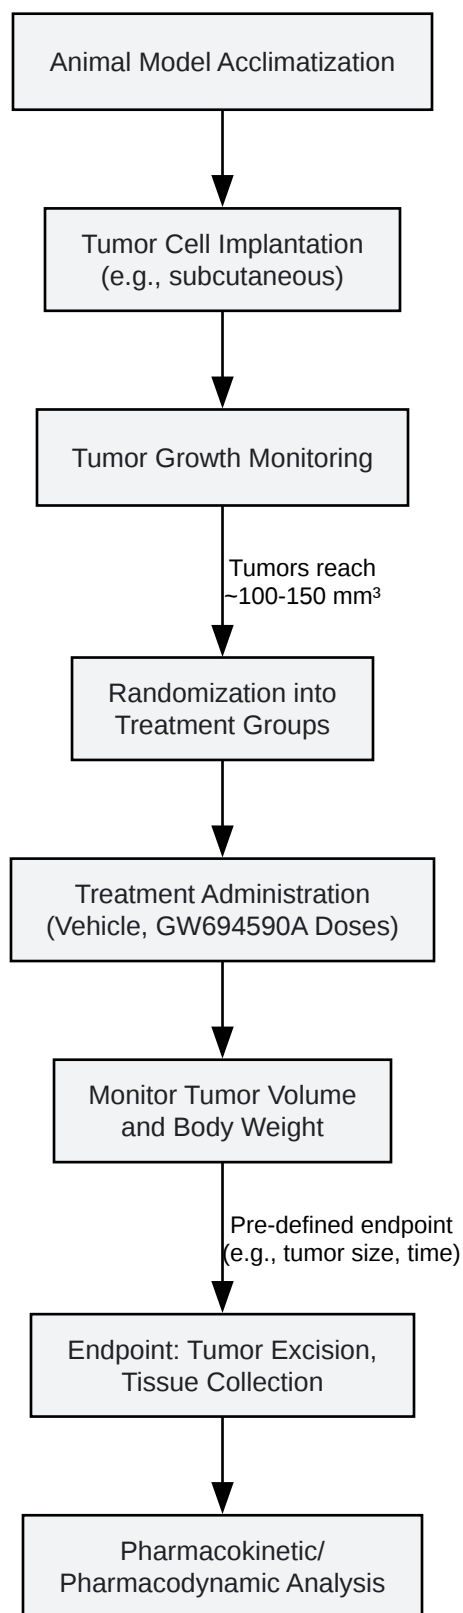 Animal Model Acclimatization
Tumor Cell Implantation
(e.g., subcutaneous)
Tumor Growth Monitoring
Tumors reach
~100-150 mm³
Randomization into
Treatment Groups
Treatment Administration
(Vehicle, GW694590A Doses)
Monitor Tumor Volume
and Body Weight
Pre-defined endpoint
(e.g., tumor size, time)
Endpoint: Tumor Excision,
Tissue Collection
Pharmacokinetic/
Pharmacodynamic Analysis